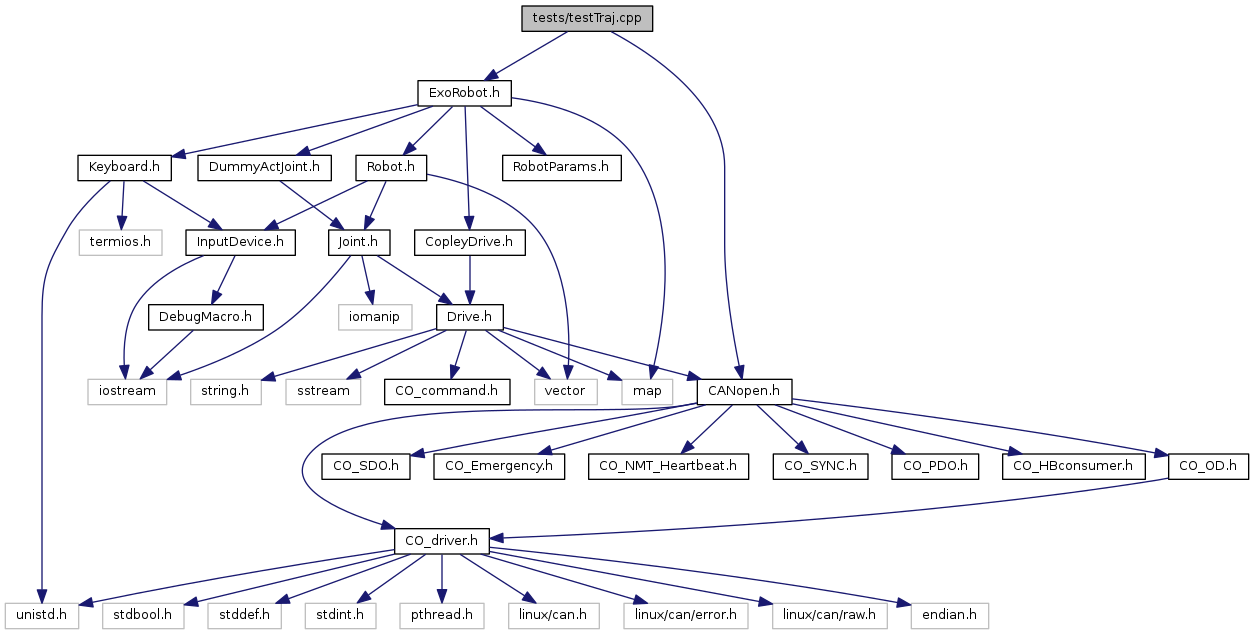 tests/testTraj.cpp
ExoRobot.h
Keyboard.h
DummyActJoint.h
Robot.h
RobotParams.h
termios.h
InputDevice.h
Joint.h
CopleyDrive.h
DebugMacro.h
iomanip
Drive.h
iostream
string.h
sstream
CO_command.h
vector
map
CANopen.h
CO_SDO.h
CO_Emergency.h
CO_NMT_Heartbeat.h
CO_SYNC.h
CO_PDO.h
CO_HBconsumer.h
CO_OD.h
CO_driver.h
unistd.h
stdbool.h
stddef.h
stdint.h
pthread.h
linux/can.h
linux/can/error.h
linux/can/raw.h
endian.h